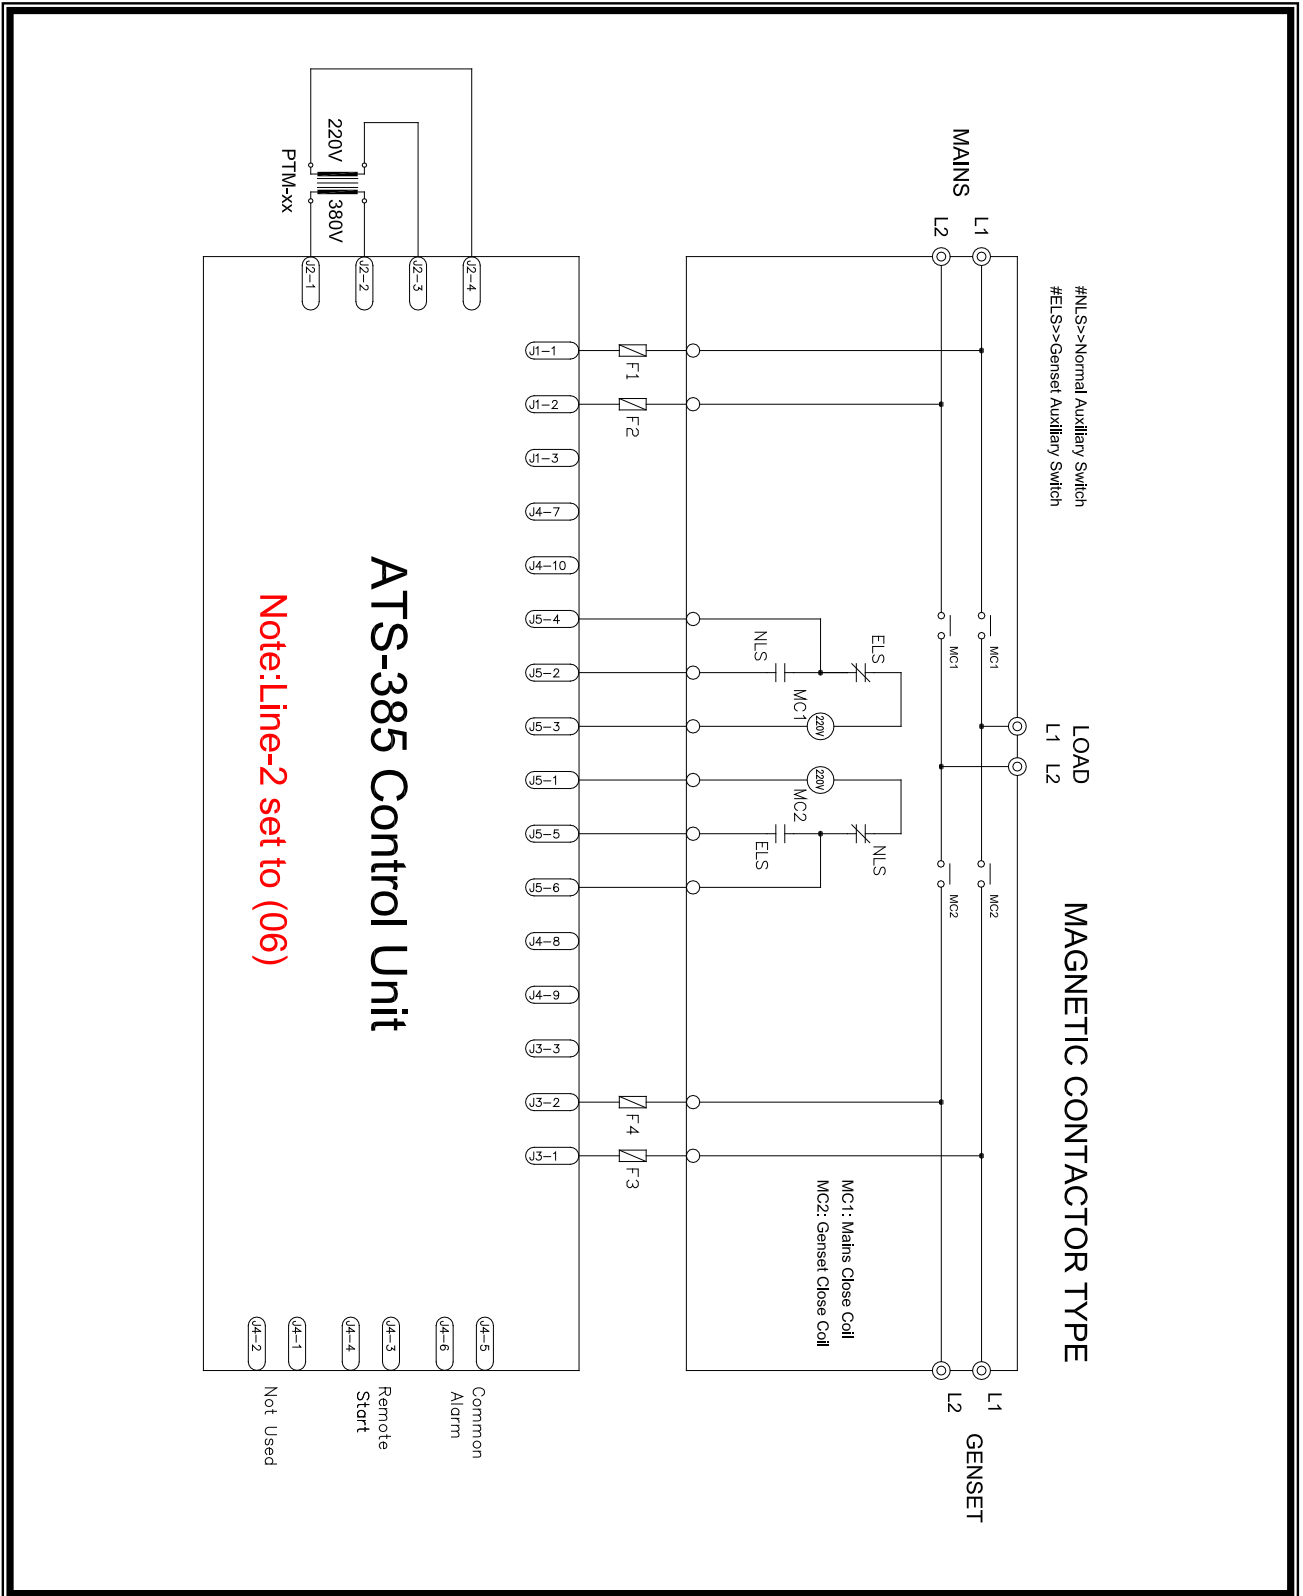 MAGNETIC CONTACTOR TYPE
#NLS>>Normal Auxiliary Switch
#ELS>>Genset Auxiliary Switch
LOAD
L1 L2
MAINS
L1
L2
MC1
MC1
MC2
MC2
L1
L2
GENSET
ELS
NLS
MC1
220V
220V
MC2
NLS
ELS
MC1: Mains Close Coil
MC2: Genset Close Coil
F1
F2
F4
F3
J1-1
J1-2
J1-3
J4-7
J4-10
J5-4
J5-2
J5-3
J5-1
J5-5
J5-6
J4-8
J4-9
J3-3
J3-2
J3-1
J2-4
J2-3
J2-2
J2-1
220V
380V
PTM-xx
ATS-385 Control Unit
Note:Line-2 set to (06)
J4-5
J4-6
J4-3
J4-4
J4-1
J4-2
Common
Alarm
Remote
Start
Not Used